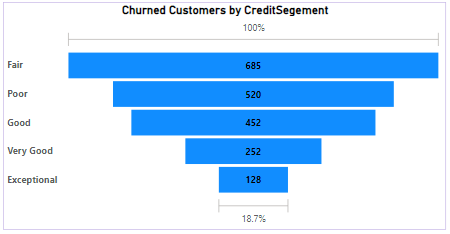 Churned Customers by CreditSegement
100%
Fair 685
Poor 520
Good 452
Very Good 252
Exceptional 128
18.7%